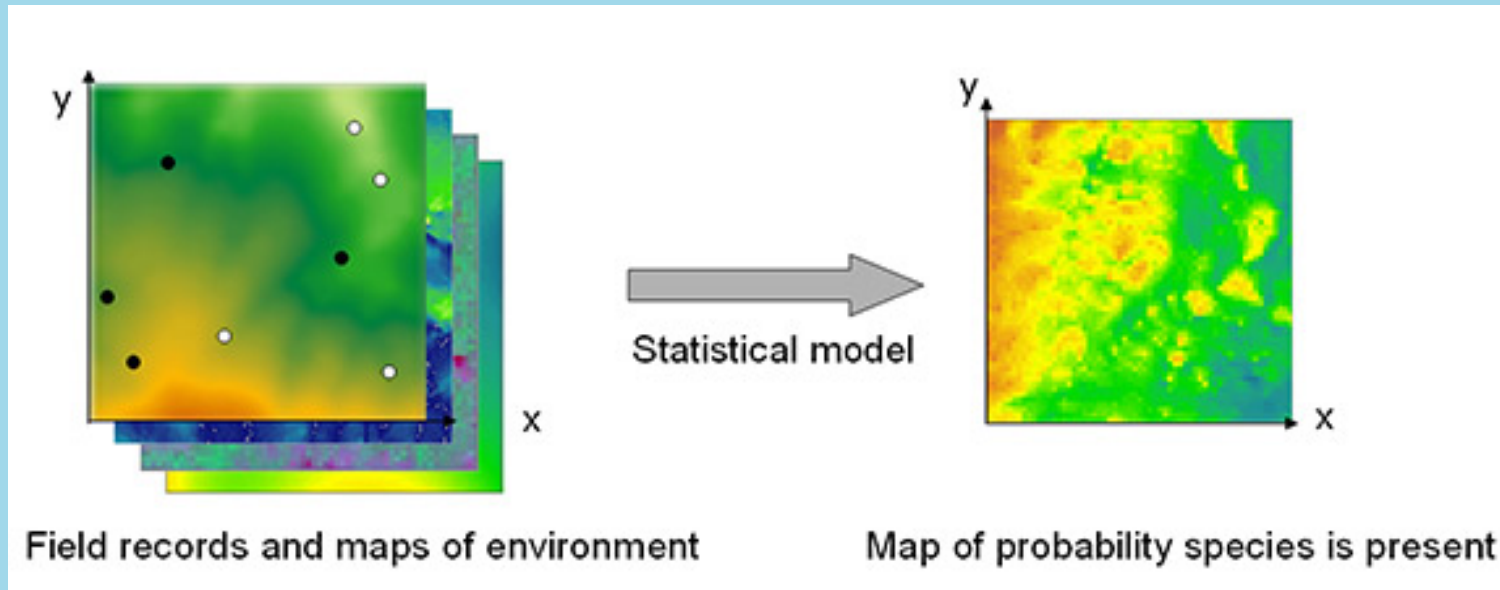 y
x
Field records and maps of environment
Statistical model
y
x
Map of probability species is present